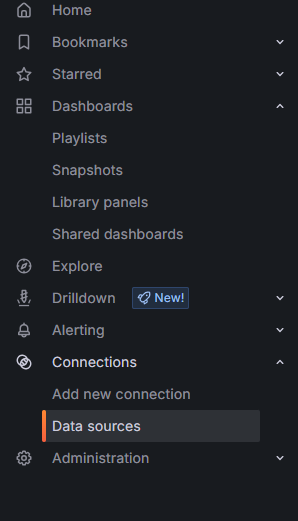 Home
Bookmarks
Starred
Dashboards
Playlists
Snapshots
Library panels
Shared dashboards
Explore
Drilldown New!
Alerting
Connections
Add new connection
Data sources
Administration